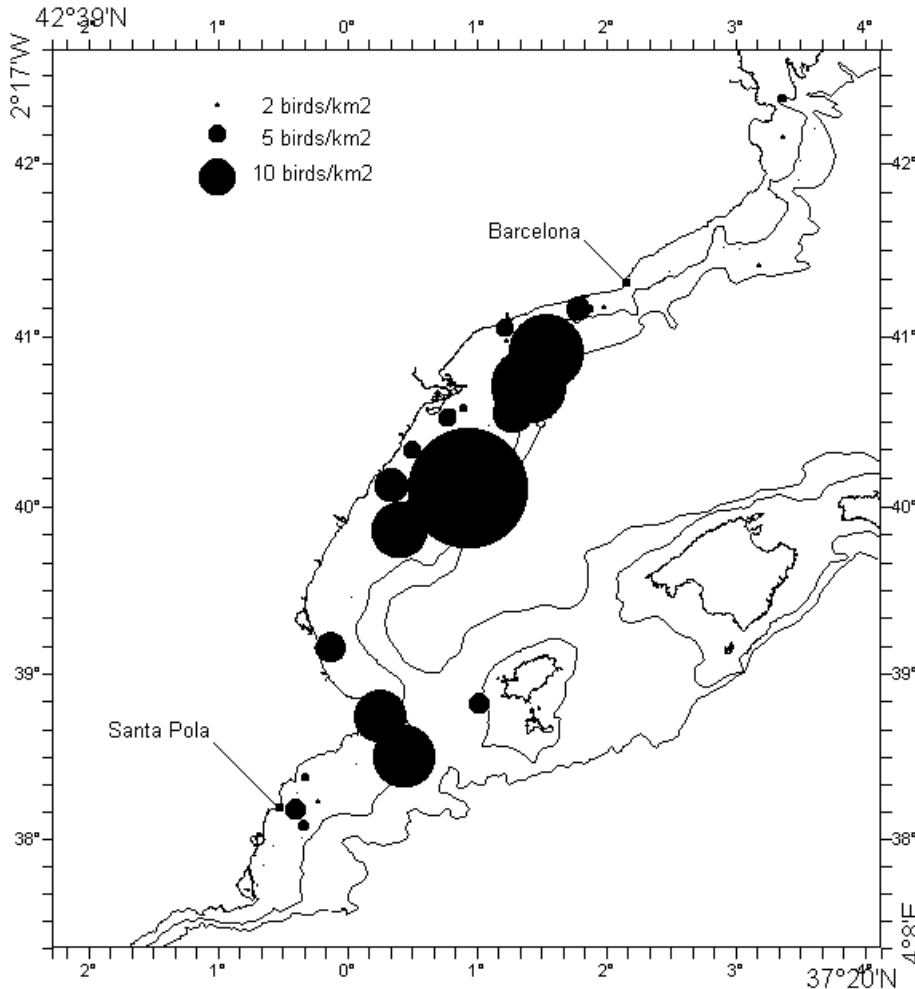 42°39'N
2° 1° 0° 1° 2° 3° 4°
2°17'W
2 birds/km2
5 birds/km2
10 birds/km2
42° 42°
Barcelona
41° 41°
40° 40°
39° 39°
Santa Pola
38° 38°
4°8'E
2° 1° 0° 1° 2° 3° 4°
37°20'N